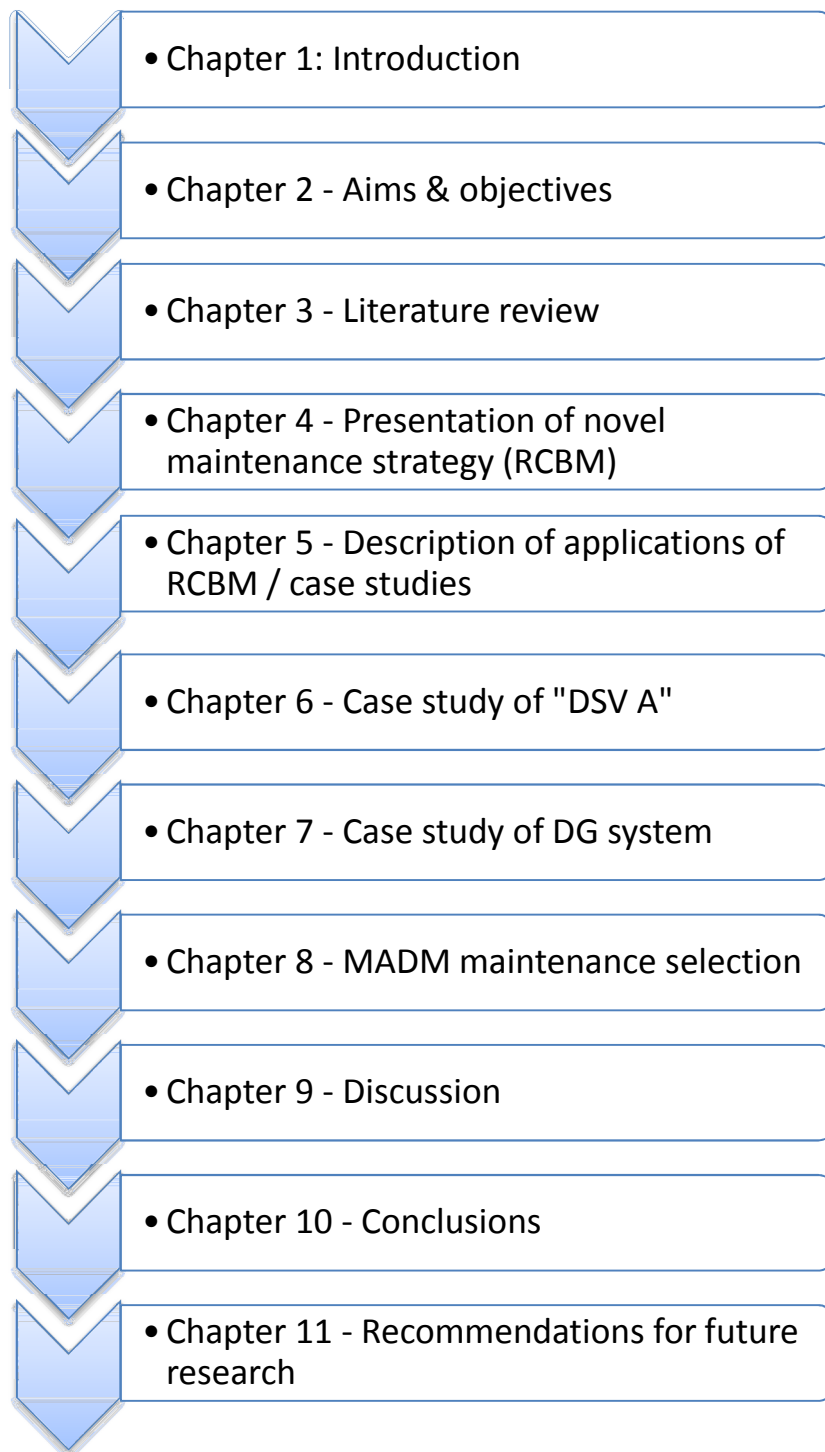 • Chapter 1: Introduction
• Chapter 2 - Aims & objectives
• Chapter 3 - Literature review
• Chapter 4 - Presentation of novel
maintenance strategy (RCBM)
• Chapter 5 - Description of applications of
RCBM / case studies
• Chapter 6 - Case study of "DSV A"
• Chapter 7 - Case study of DG system
• Chapter 8 - MADM maintenance selection
• Chapter 9 - Discussion
• Chapter 10 - Conclusions
• Chapter 11 - Recommendations for future
research